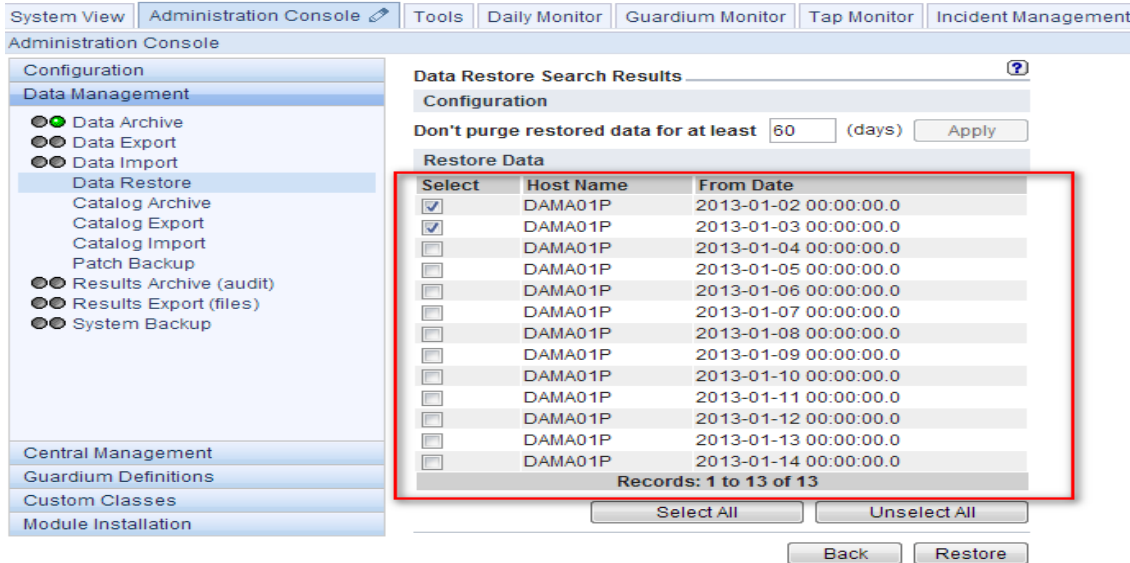 System View Administration Console Tools Daily Monitor Guardium Monitor Tap Monitor Incident Management
Administration Console
Configuration
Data Management
Data Archive
Data Export
Data Import
Data Restore
Catalog Archive
Catalog Export
Catalog Import
Patch Backup
Results Archive (audit)
Results Export (files)
System Backup
Central Management
Guardium Definitions
Custom Classes
Module Installation
Data Restore Search Results ?
Configuration
Don't purge restored data for at least 60 (days) Apply
Restore Data
Select Host Name From Date
DAMA01P 2013-01-02 00:00:00.0
DAMA01P 2013-01-03 00:00:00.0
DAMA01P 2013-01-04 00:00:00.0
DAMA01P 2013-01-05 00:00:00.0
DAMA01P 2013-01-06 00:00:00.0
DAMA01P 2013-01-07 00:00:00.0
DAMA01P 2013-01-08 00:00:00.0
DAMA01P 2013-01-09 00:00:00.0
DAMA01P 2013-01-10 00:00:00.0
DAMA01P 2013-01-11 00:00:00.0
DAMA01P 2013-01-12 00:00:00.0
DAMA01P 2013-01-13 00:00:00.0
DAMA01P 2013-01-14 00:00:00.0
Records: 1 to 13 of 13
Select All Unselect All
Back Restore